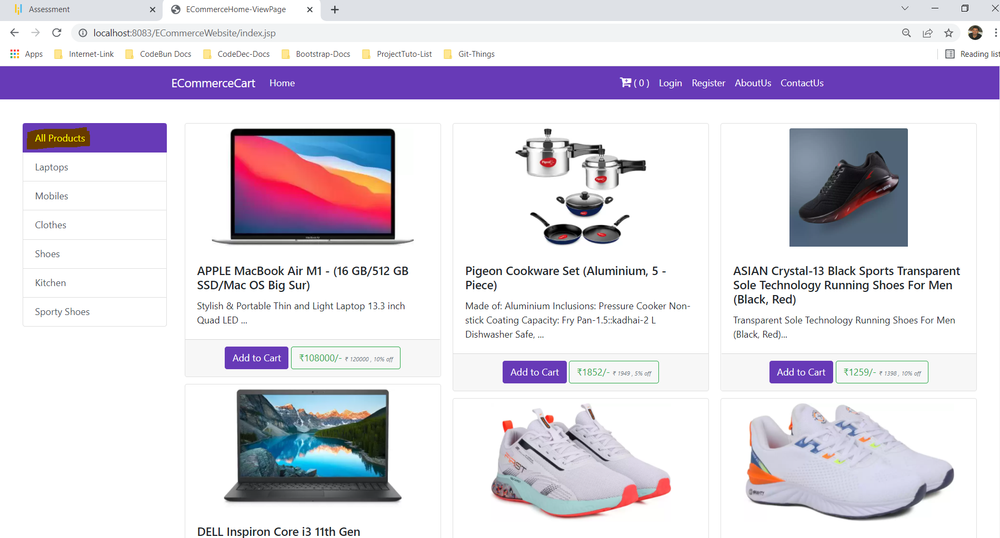 Assessment
ECommerceHome-ViewPage
localhost:8083/ECommerceWebsite/index.jsp
Apps
Internet-Link
CodeBun Docs
CodeDec-Docs
Bootstrap-Docs
ProjectTuto-List
Git-Things
Reading list
ECommerceCart
Home
( 0 )
Login
Register
AboutUs
ContactUs
All Products
Laptops
Mobiles
Clothes
Shoes
Kitchen
Sporty Shoes
MacBook Air
APPLE MacBook Air M1 - (16 GB/512 GB
SSD/Mac OS Big Sur)
Stylish & Portable Thin and Light Laptop 13.3 inch
Quad LED ...
Add to Cart
₹108000/- ₹ 120000 , 10% off
Pigeon
Pigeon Cookware Set (Aluminium, 5 -
Piece)
Made of: Aluminium Inclusions: Pressure Cooker Non-
stick Coating Capacity: Fry Pan-1.5::kadhai-2 L
Dishwasher Safe, ...
Add to Cart
₹1852/- ₹ 1949 , 5% off
ASIAN Crystal-13 Black Sports Transparent
Sole Technology Running Shoes For Men
(Black, Red)
Transparent Sole Technology Running Shoes For Men
(Black, Red)...
Add to Cart
₹1259/- ₹ 1398 , 10% off
DELL Inspiron Core i3 11th Gen
FIRST
GRAVITY